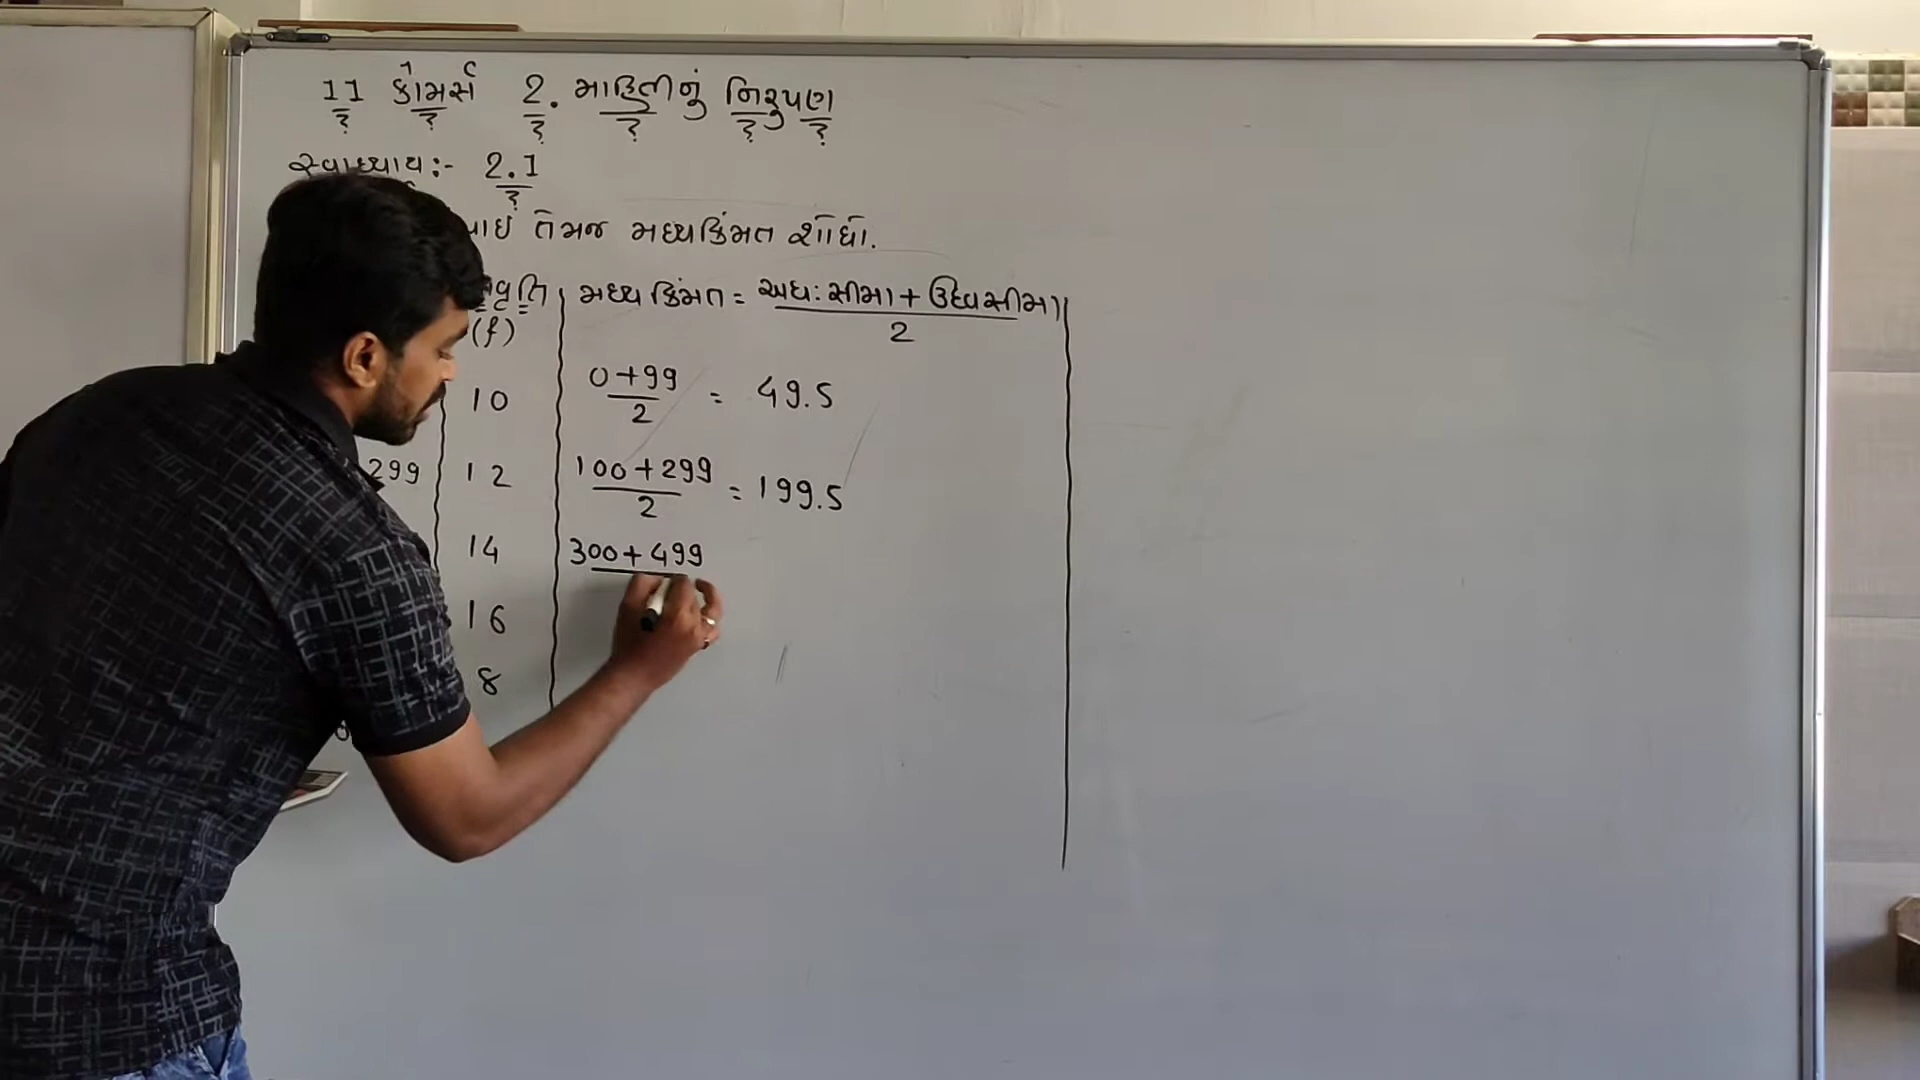 11 કોમર્સ 2. માહિતીનું નિરુપણ
સ્વાધ્યાય:- 2.1
તેમજ મધ્યકિંમત શોધો.
મધ્યકિંમત = અધ: સીમા + ઉર્ધ્વસીમા
(f) 2
10 0+99 = 49.5
2
299 12 100+299 = 199.5
2
14 300+499
16
8